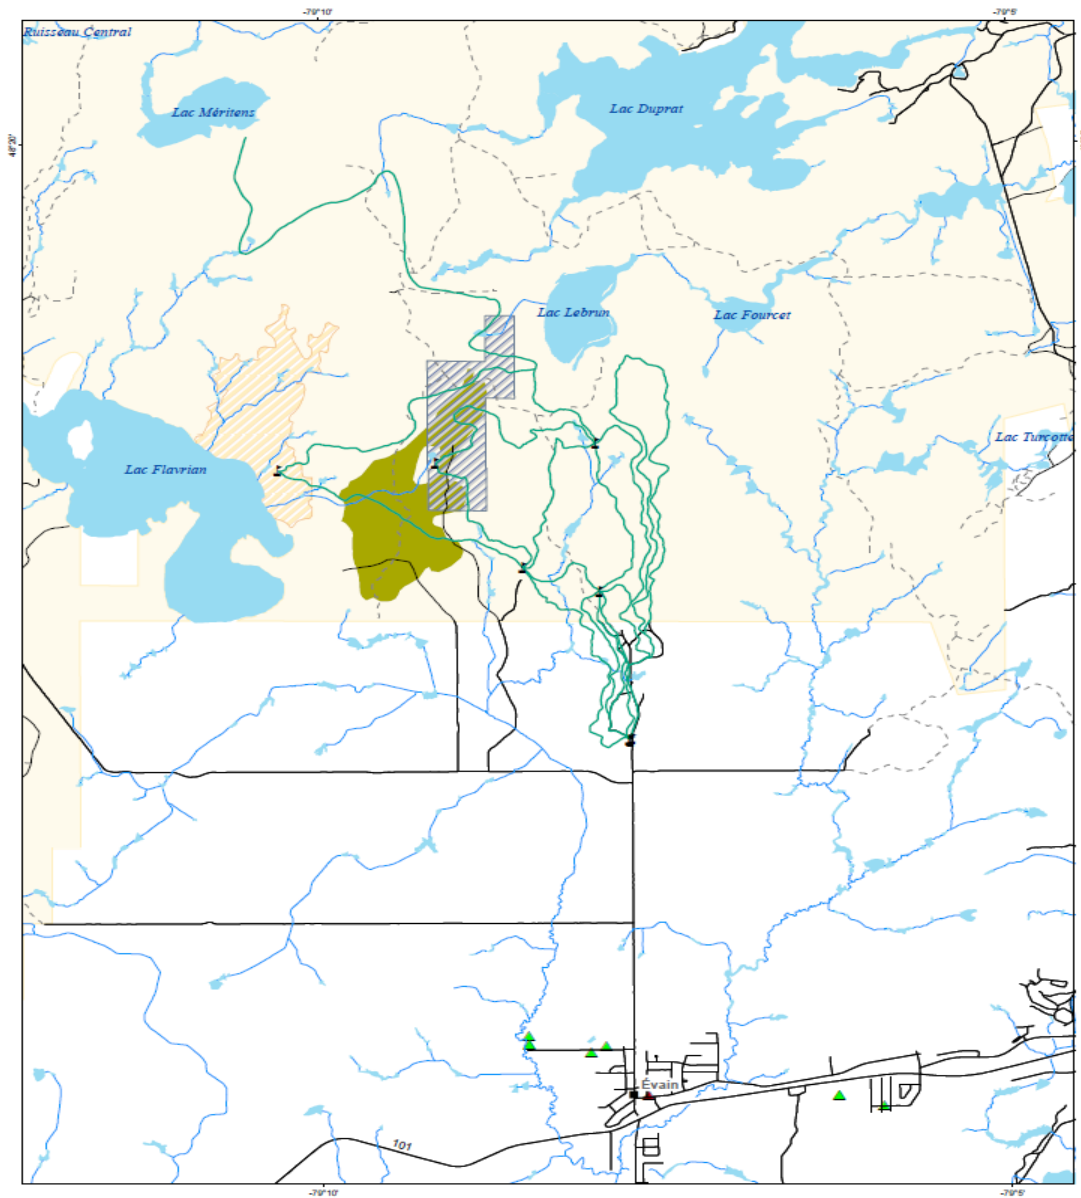 -79°10'
-79°5'
Ruisseau Central
Lac Méritens
Lac Duprat
48°20'
Lac Lebrun
Lac Fourcet
Lac Turcotte
Lac Flavrian
Évain
101
-79°10'
-79°5'